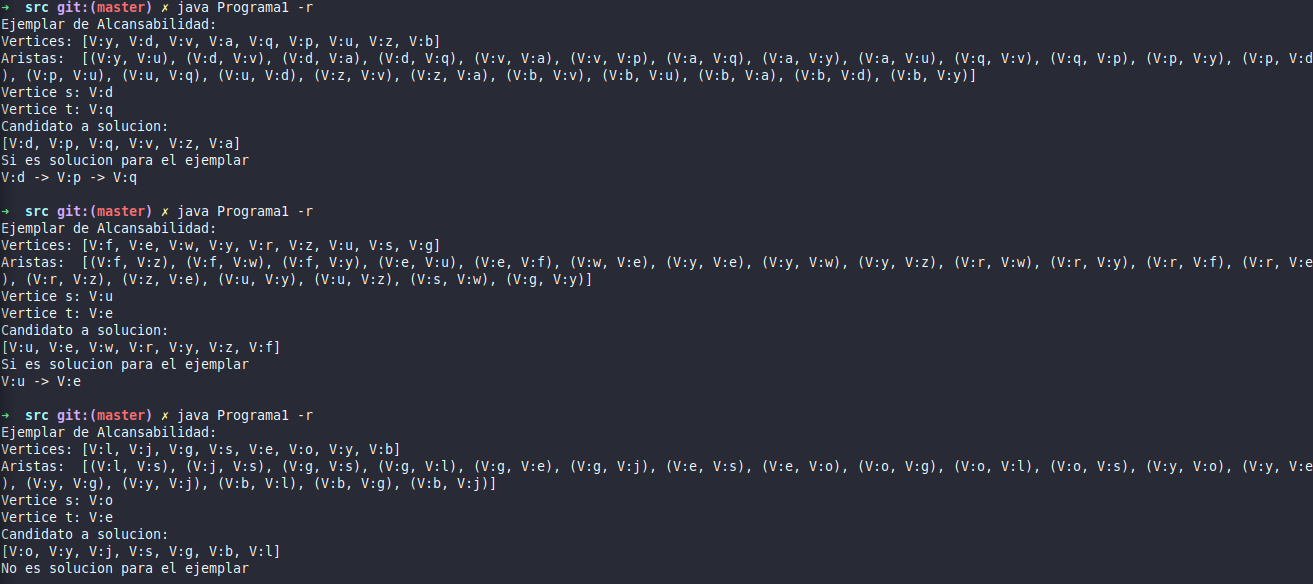 ➜  src git:(master) ✗ java Programa1 -r
Ejemplar de Alcansabilidad:
Vertices: [V:y, V:d, V:v, V:a, V:q, V:p, V:u, V:z, V:b]
Aristas:  [(V:y, V:u), (V:d, V:v), (V:d, V:a), (V:d, V:q), (V:v, V:a), (V:v, V:p), (V:a, V:q), (V:a, V:y), (V:a, V:u), (V:q, V:v), (V:q, V:p), (V:p, V:y), (V:p, V:d
), (V:p, V:u), (V:u, V:q), (V:u, V:d), (V:z, V:v), (V:z, V:a), (V:b, V:v), (V:b, V:u), (V:b, V:a), (V:b, V:d), (V:b, V:y)]
Vertice s: V:d
Vertice t: V:q
Candidato a solucion:
[V:d, V:p, V:q, V:v, V:z, V:a]
Si es solucion para el ejemplar
V:d -> V:p -> V:q
➜  src git:(master) ✗ java Programa1 -r
Ejemplar de Alcansabilidad:
Vertices: [V:f, V:e, V:w, V:y, V:r, V:z, V:u, V:s, V:g]
Aristas:  [(V:f, V:z), (V:f, V:w), (V:f, V:y), (V:e, V:u), (V:e, V:f), (V:w, V:e), (V:y, V:e), (V:y, V:w), (V:y, V:z), (V:r, V:w), (V:r, V:y), (V:r, V:f), (V:r, V:e
), (V:r, V:z), (V:z, V:e), (V:u, V:y), (V:u, V:z), (V:s, V:w), (V:g, V:y)]
Vertice s: V:u
Vertice t: V:e
Candidato a solucion:
[V:u, V:e, V:w, V:r, V:y, V:z, V:f]
Si es solucion para el ejemplar
V:u -> V:e
➜  src git:(master) ✗ java Programa1 -r
Ejemplar de Alcansabilidad:
Vertices: [V:l, V:j, V:g, V:s, V:e, V:o, V:y, V:b]
Aristas:  [(V:l, V:s), (V:j, V:s), (V:g, V:s), (V:g, V:l), (V:g, V:e), (V:g, V:j), (V:e, V:s), (V:e, V:o), (V:o, V:g), (V:o, V:l), (V:o, V:s), (V:y, V:o), (V:y, V:e
), (V:y, V:g), (V:y, V:j), (V:b, V:l), (V:b, V:g), (V:b, V:j)]
Vertice s: V:o
Vertice t: V:e
Candidato a solucion:
[V:o, V:y, V:j, V:s, V:g, V:b, V:l]
No es solucion para el ejemplar